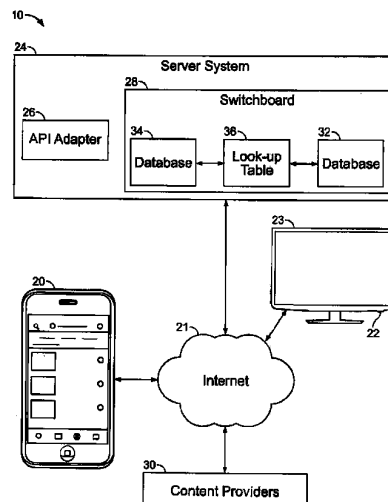 10
24
Server System
28
Switchboard
26
API Adapter
34
Database
36
Look-up
Table
32
Database
23
22
20
21
Internet
30
Content Providers